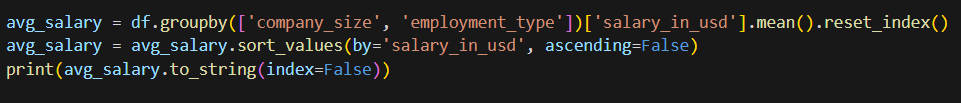 avg_salary = df.groupby(['company_size', 'employment_type'])['salary_in_usd'].mean().reset_index()
avg_salary = avg_salary.sort_values(by='salary_in_usd', ascending=False)
print(avg_salary.to_string(index=False))